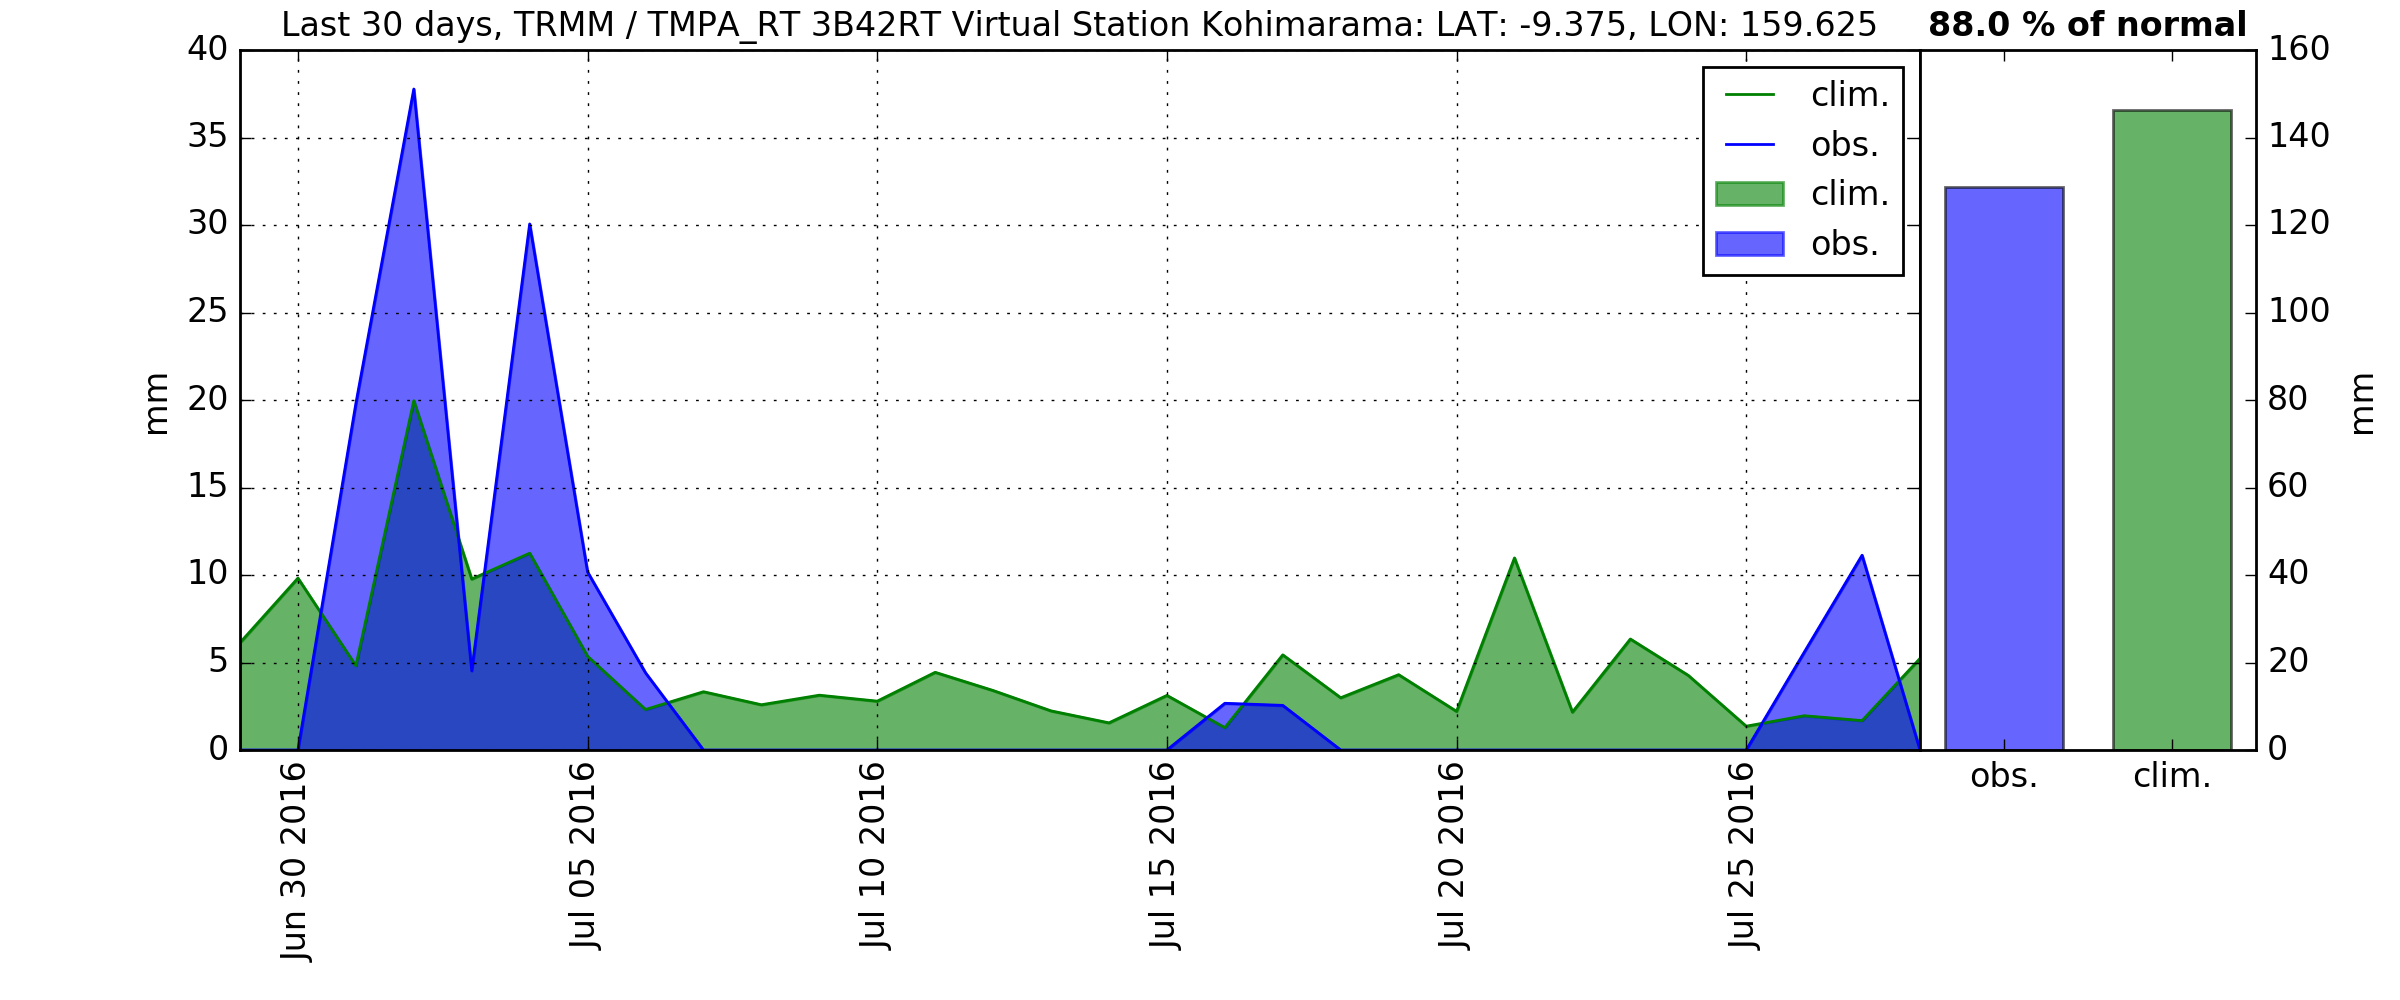 Last 30 days, TRMM / TMPA_RT 3B42RT Virtual Station Kohimarama: LAT: -9.375, LON: 159.625
88.0 % of normal
40
35
30
25
20
15
10
5
0
mm
clim.
obs.
clim.
obs.
Jun 30 2016
Jul 05 2016
Jul 10 2016
Jul 15 2016
Jul 20 2016
Jul 25 2016
160
140
120
100
80
60
40
20
0
mm
obs.
clim.